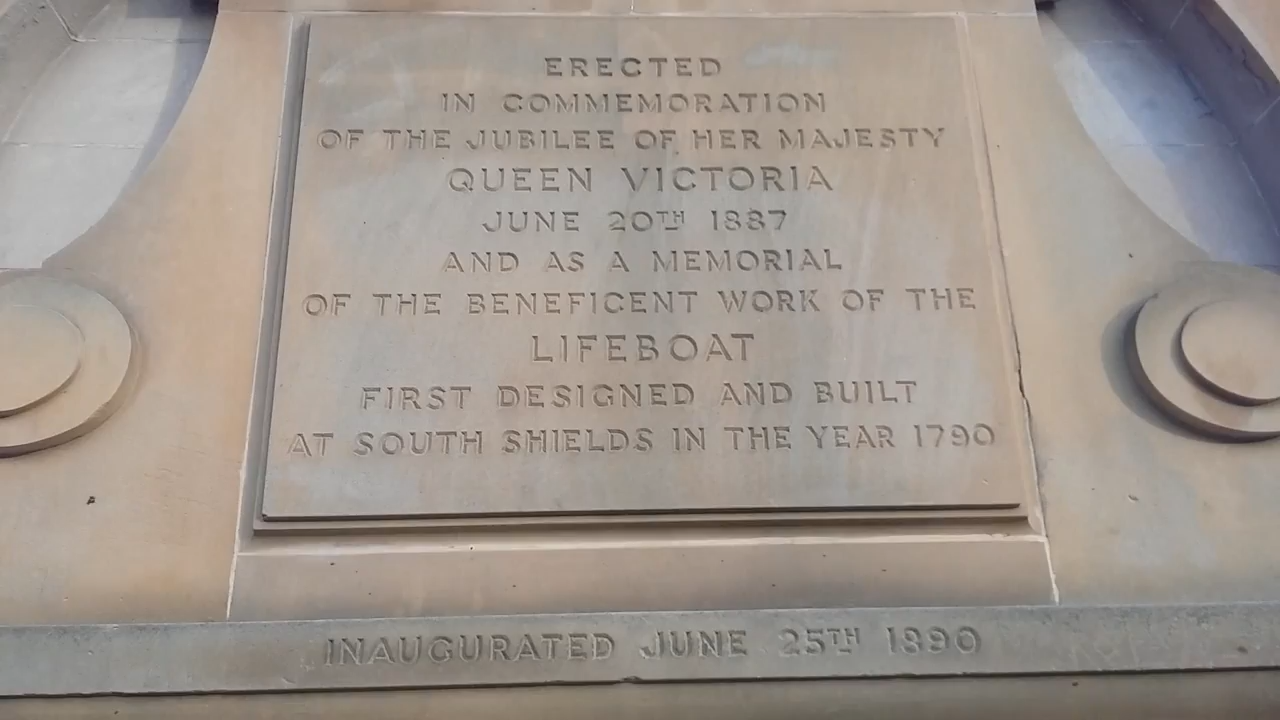 ERECTED
IN COMMEMORATION
OF THE JUBILEE OF HER MAJESTY
QUEEN VICTORIA
JUNE 20TH 1887
AND AS A MEMORIAL
OF THE BENEFICENT WORK OF THE
LIFEBOAT
FIRST DESIGNED AND BUILT
AT SOUTH SHIELDS IN THE YEAR 1790
INAUGURATED JUNE 25TH 1890